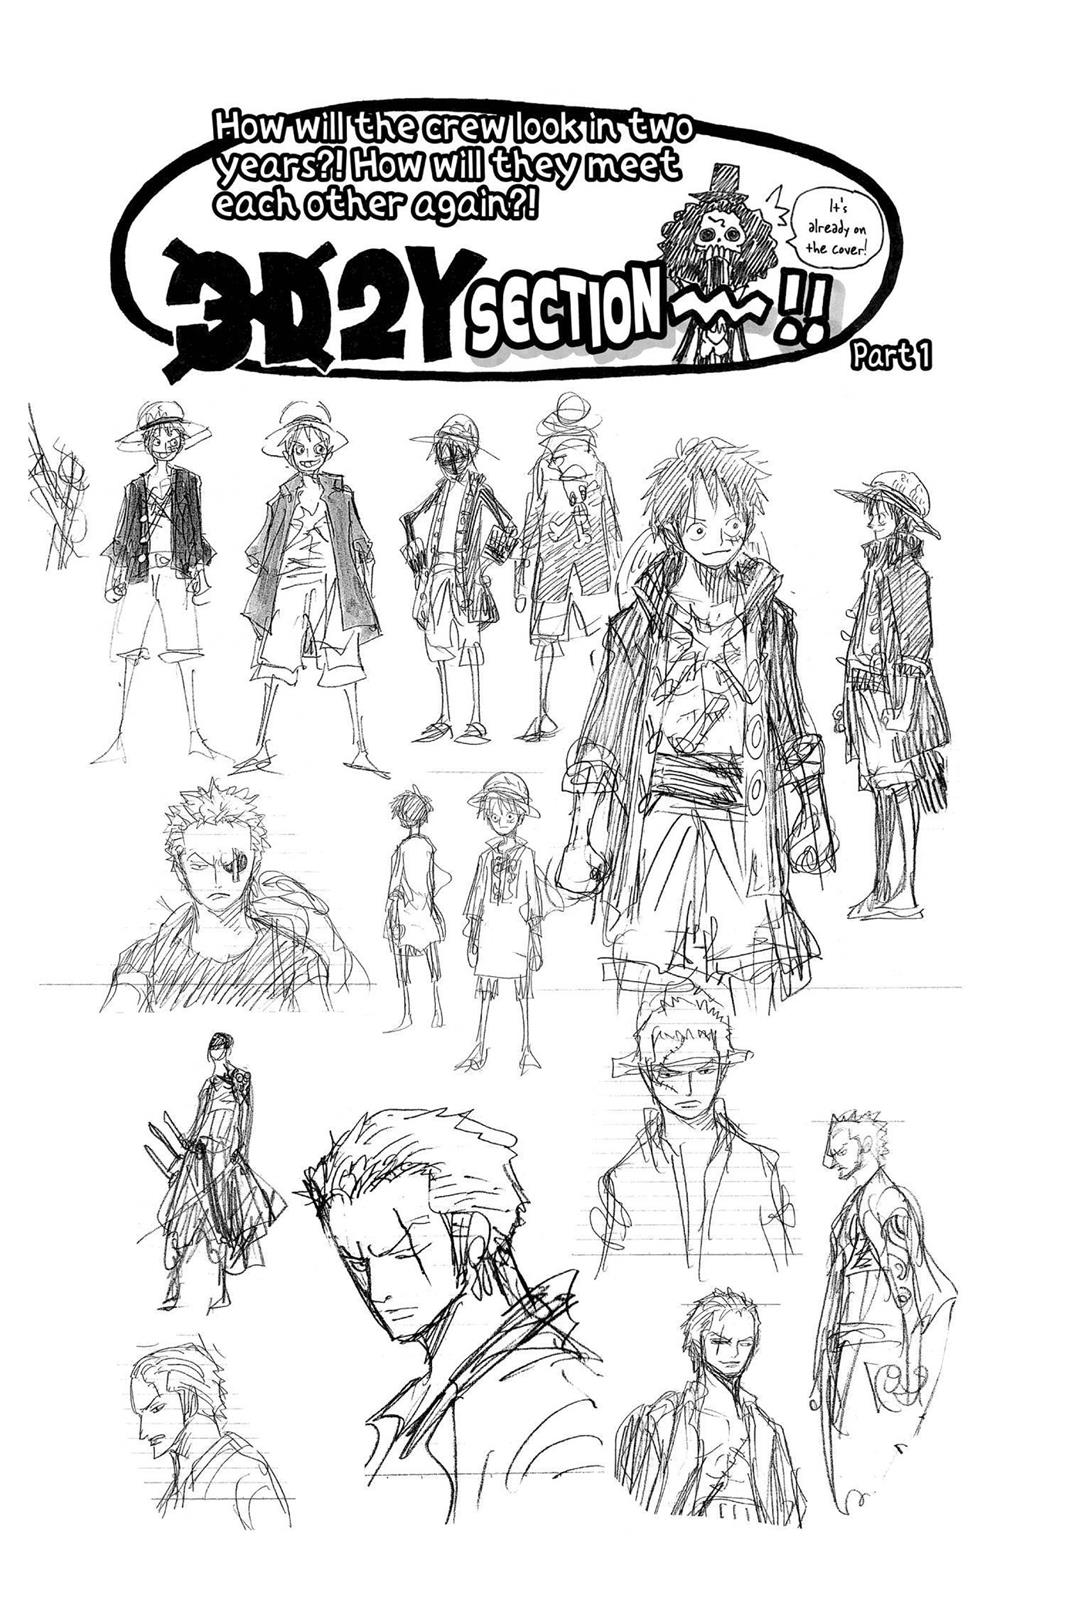 How will the crew look in two
years?! How will they meet
each other again?!
It's
already on
the cover!
3D2Y SECTION~!!
Part 1